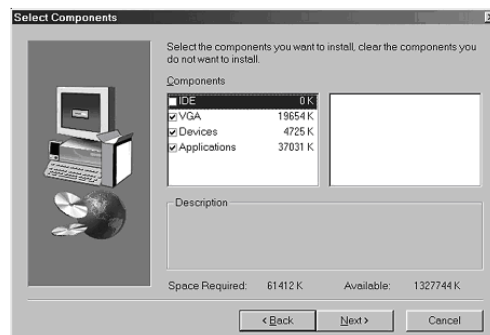 Select Components
Select the components you want to install, clear the components you
do not want to install.
Components
IDE 0 K
VGA 19654 K
Devices 4725 K
Applications 37031 K
Description
Space Required: 61412 K Available: 1327744 K
< Back Next > Cancel